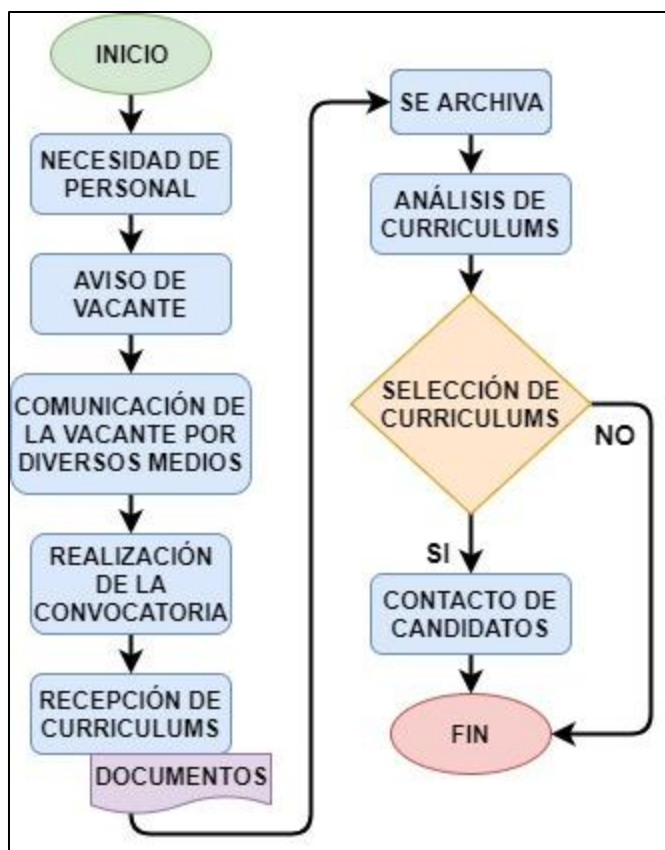 INICIO
NECESIDAD DE
PERSONAL
AVISO DE
VACANTE
COMUNICACIÓN DE
LA VACANTE POR
DIVERSOS MEDIOS
REALIZACIÓN
DE LA
CONVOCATORIA
RECEPCIÓN DE
CURRICULUMS
DOCUMENTOS
SE ARCHIVA
ANÁLISIS DE
CURRICULUMS
SELECCIÓN DE
CURRICULUMS
NO
SI
CONTACTO DE
CANDIDATOS
FIN